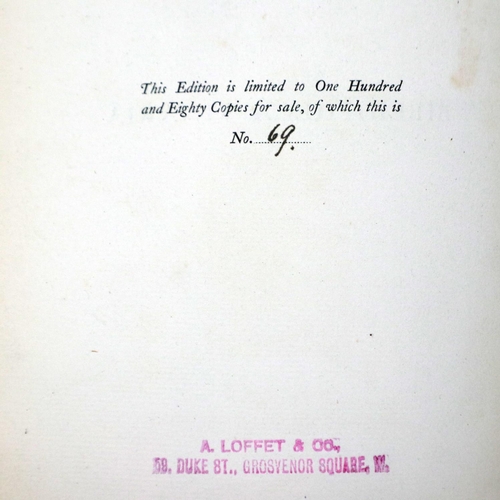 This Edition is limited to One Hundred
and Eighty Copies for sale, of which this is
No. 69.
A. LOFFET & CO.,
59, DUKE ST., GROSVENOR SQUARE, W.